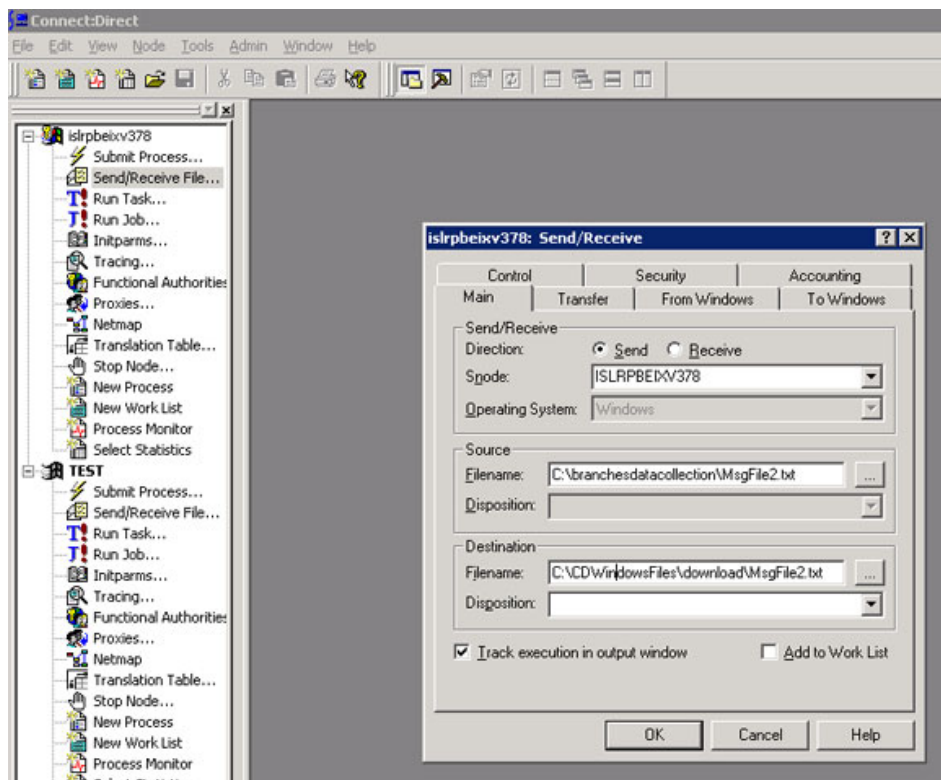 Connect:Direct
File Edit View Node Tools Admin Window Help
islrpbeixv378
Submit Process...
Send/Receive File...
Run Task...
Run Job...
Initparms...
Tracing...
Functional Authorities
Proxies...
Netmap
Translation Table...
Stop Node...
New Process
New Work List
Process Monitor
Select Statistics
TEST
Submit Process...
Send/Receive File...
Run Task...
Run Job...
Initparms...
Tracing...
Functional Authorities
Proxies...
Netmap
Translation Table...
Stop Node...
New Process
New Work List
Process Monitor
islrpbeixv378: Send/Receive
Control Security Accounting
Main Transfer From Windows To Windows
Send/Receive
Direction: Send Receive
Snode: ISLRPBEIXV378
Operating System: Windows
Source
Filename: C:\branchesdatacollection\MsgFile2.txt ...
Disposition:
Destination
Filename: C:\CDWindowsFiles\download\MsgFile2.txt ...
Disposition:
Track execution in output window Add to Work List
OK Cancel Help